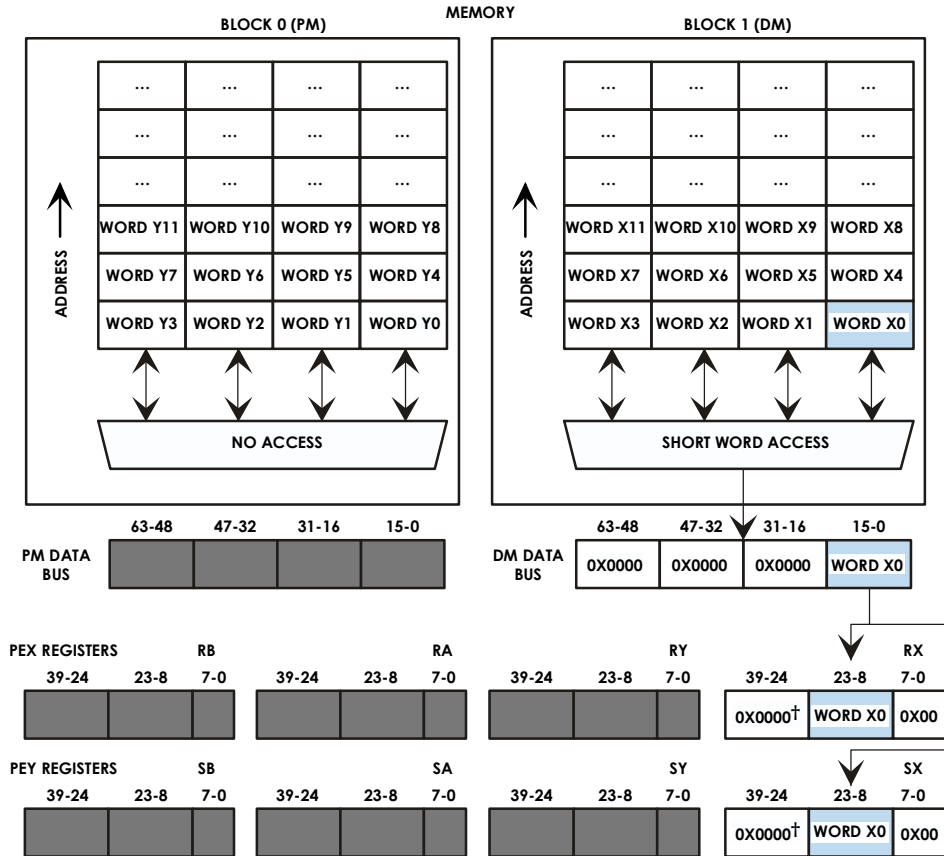 MEMORY
BLOCK 0 (PM) BLOCK 1 (DM)
... ... ... ... ... ... ... ...
... ... ... ... ... ... ... ...
... ... ... ... ... ... ... ...
WORD Y11 WORD Y10 WORD Y9 WORD Y8 WORD X11 WORD X10 WORD X9 WORD X8
ADDRESS ADDRESS
WORD Y7 WORD Y6 WORD Y5 WORD Y4 WORD X7 WORD X6 WORD X5 WORD X4
WORD Y3 WORD Y2 WORD Y1 WORD Y0 WORD X3 WORD X2 WORD X1 WORD X0
NO ACCESS SHORT WORD ACCESS
63-48 47-32 31-16 15-0 63-48 47-32 31-16 15-0
PM DATA BUS DM DATA BUS 0X0000 0X0000 0X0000 WORD X0
PEX REGISTERS RB RA RY RX
39-24 23-8 7-0 39-24 23-8 7-0 39-24 23-8 7-0 39-24 23-8 7-0
0X0000† WORD X0 0X00
PEY REGISTERS SB SA SY SX
39-24 23-8 7-0 39-24 23-8 7-0 39-24 23-8 7-0 39-24 23-8 7-0
0X0000† WORD X0 0X00